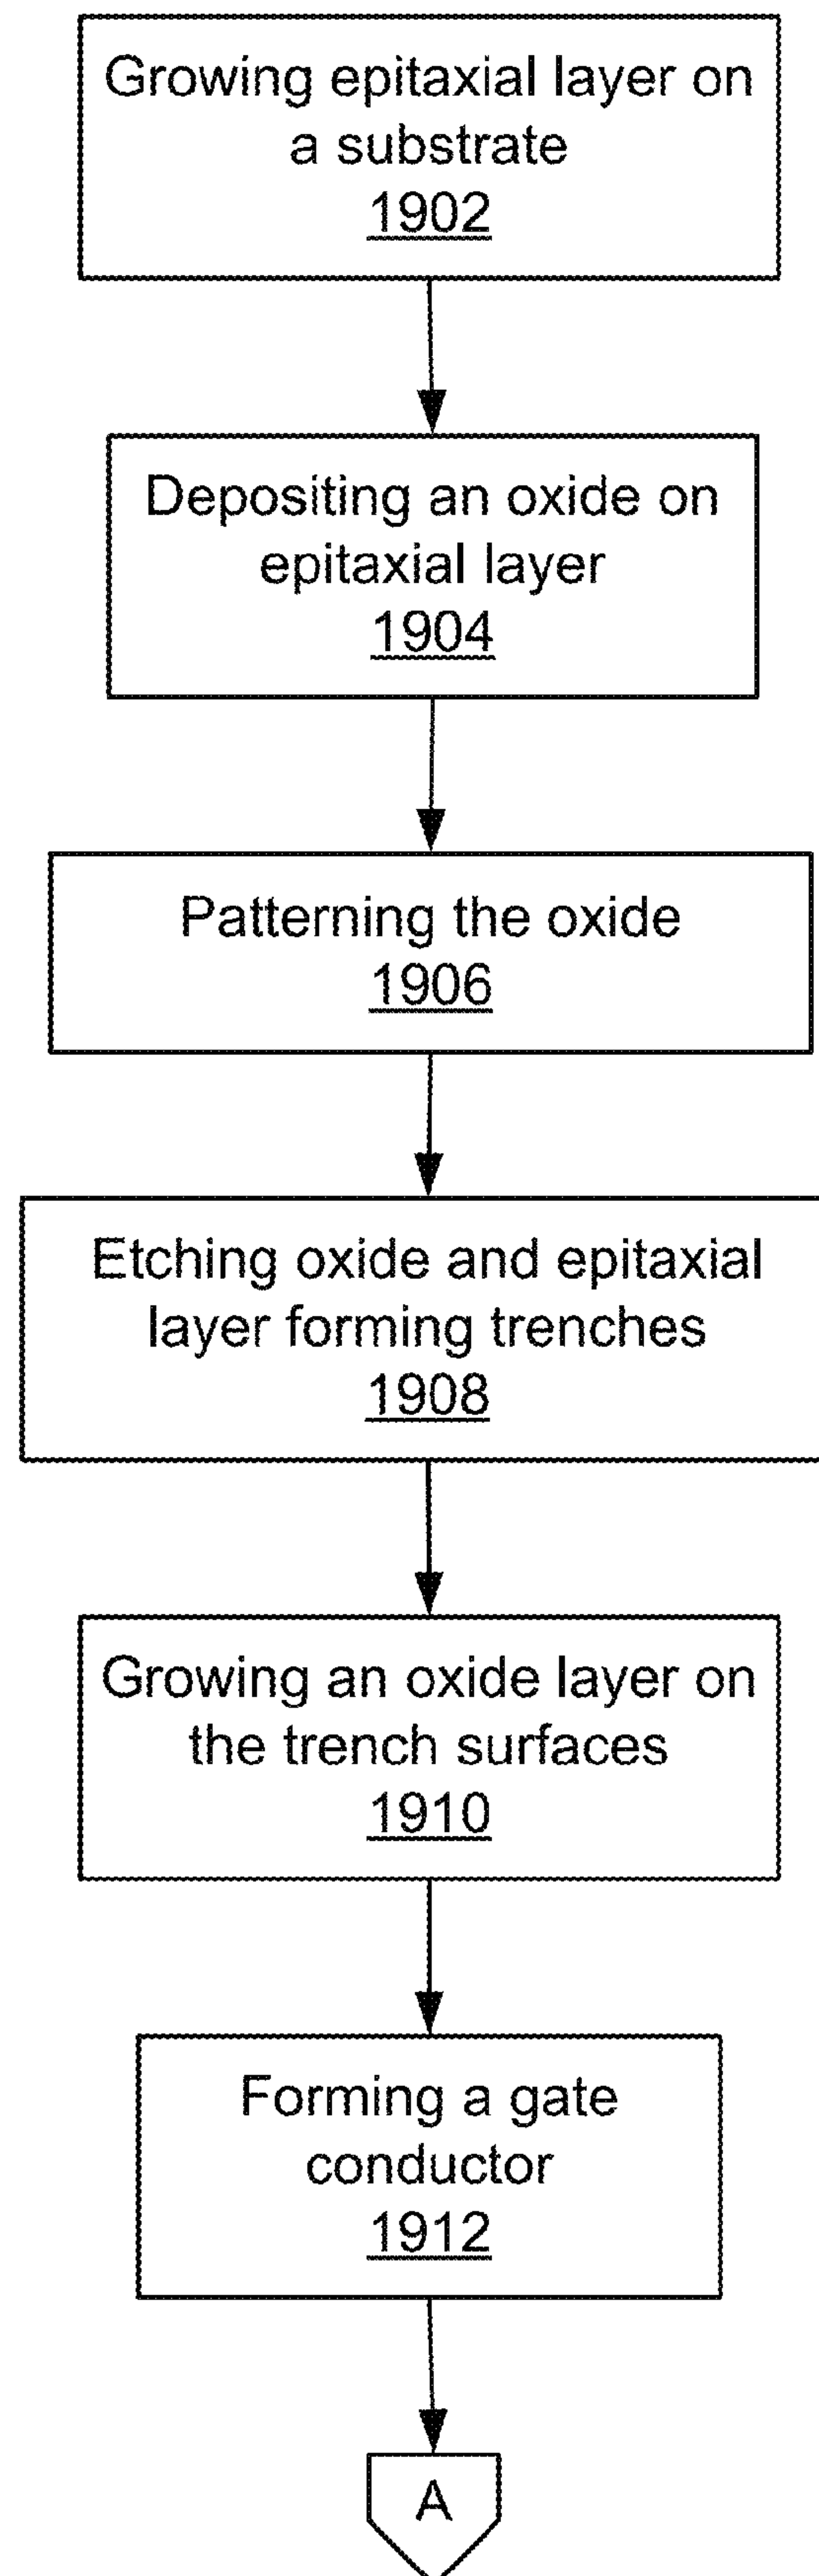 Growing epitaxial layer on
a substrate
1902
Depositing an oxide on
epitaxial layer
1904
Patterning the oxide
1906
Etching oxide and epitaxial
layer forming trenches
1908
Growing an oxide layer on
the trench surfaces
1910
Forming a gate
conductor
1912
A